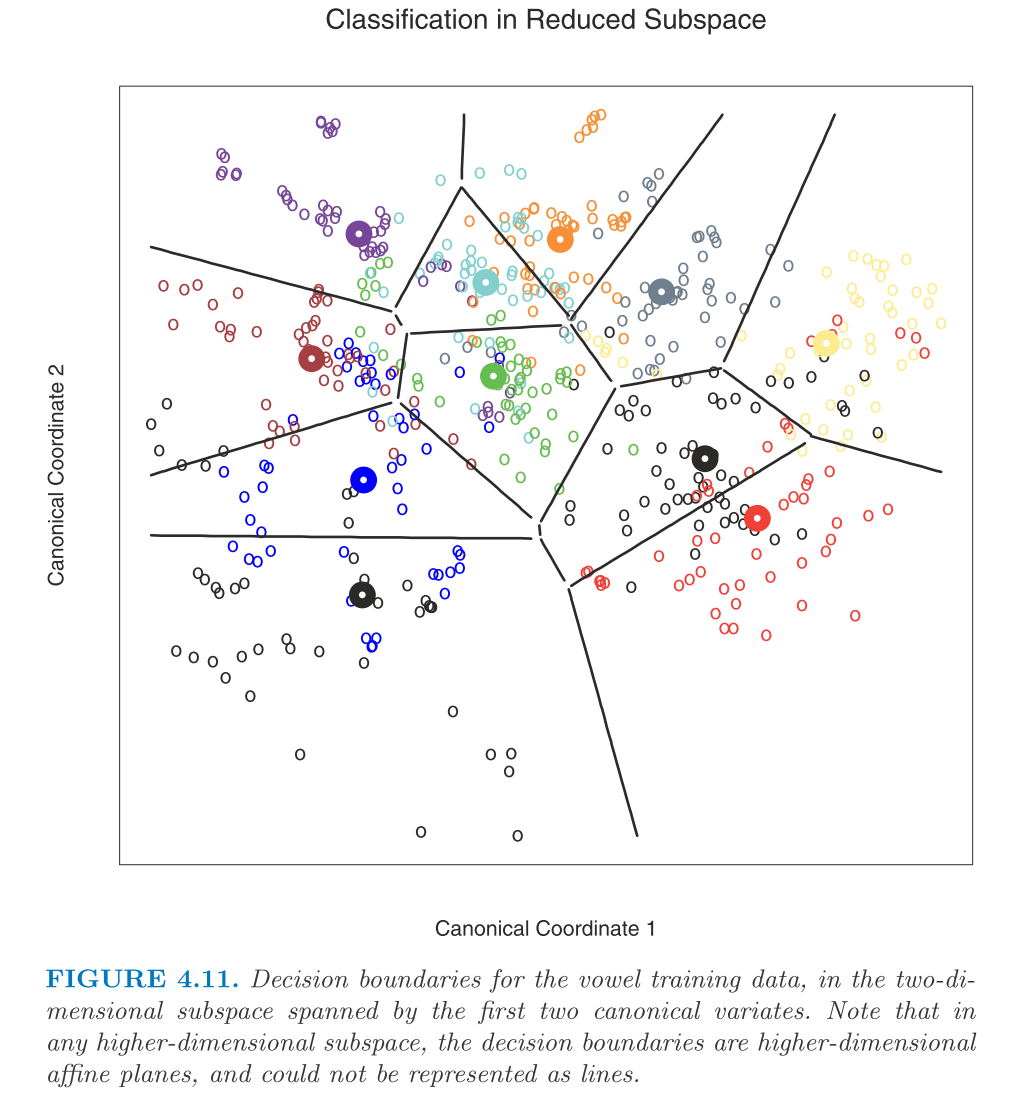 Classification in Reduced Subspace
Canonical Coordinate 2
Canonical Coordinate 1
FIGURE 4.11. Decision boundaries for the vowel training data, in the two-di-
mensional subspace spanned by the first two canonical variates. Note that in
any higher-dimensional subspace, the decision boundaries are higher-dimensional
affine planes, and could not be represented as lines.